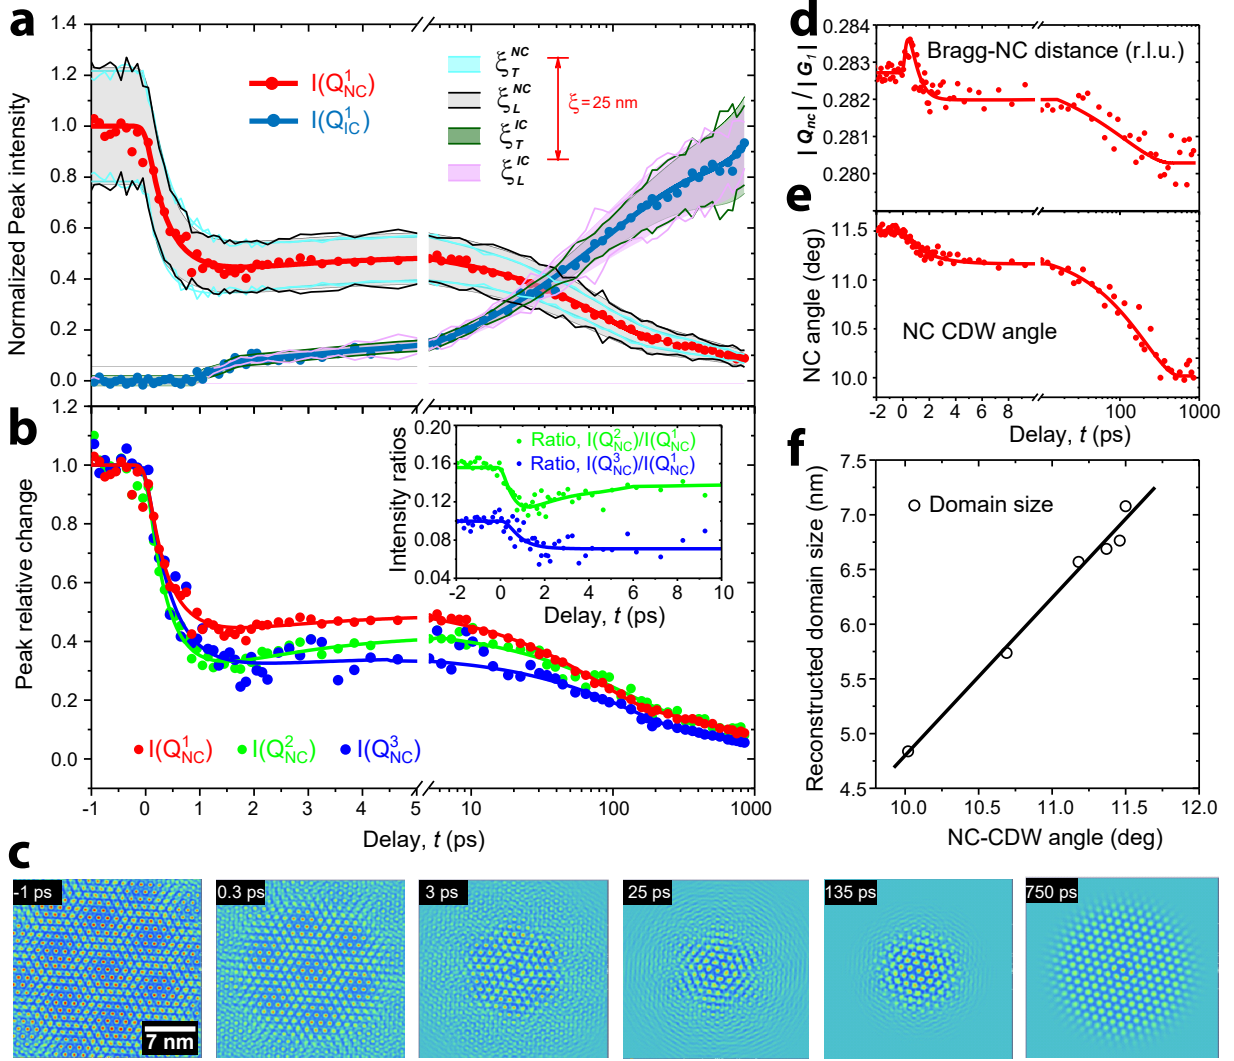 a
Normalized Peak intensity
1.4
1.2
1.0
0.8
0.6
0.4
0.2
0.0
I(Q¹NC)
I(Q¹IC)
ξT^NC
ξL^NC
ξT^IC
ξL^IC
ξ = 25 nm
b
Peak relative change
1.2
1.0
0.8
0.6
0.4
0.2
0.0
I(Q¹NC) I(Q²NC) I(Q³NC)
-1 0 1 2 3 4 5 10 100 1000
Delay, t (ps)
Intensity ratios
0.20
0.16
0.12
0.08
0.04
Ratio, I(Q²NC)/I(Q¹NC)
Ratio, I(Q³NC)/I(Q¹NC)
-2 0 2 4 6 8 10
Delay, t (ps)
c
-1 ps
0.3 ps
3 ps
25 ps
135 ps
750 ps
7 nm
d
|Qnc| / |G1|
0.284
0.283
0.282
0.281
0.280
Bragg-NC distance (r.l.u.)
e
NC angle (deg)
11.5
11.0
10.5
10.0
NC CDW angle
-2 0 2 4 6 8 100 1000
Delay, t (ps)
f
Reconstructed domain size (nm)
7.5
7.0
6.5
6.0
5.5
5.0
4.5
Domain size
10.0 10.5 11.0 11.5 12.0
NC-CDW angle (deg)